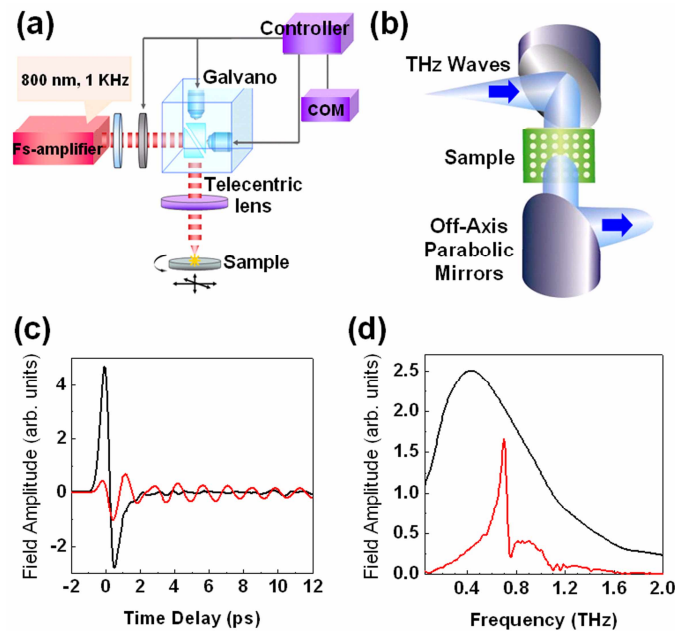 (a)
Controller
800 nm, 1 KHz
Galvano
COM
Fs-amplifier
Telecentric
lens
Sample
(b)
THz Waves
Sample
Off-Axis
Parabolic
Mirrors
(c)
Field Amplitude (arb. units)
4
2
0
-2
-2 0 2 4 6 8 10 12
Time Delay (ps)
(d)
Field Amplitude (arb. units)
2.5
2.0
1.5
1.0
0.5
0.0
0.4 0.8 1.2 1.6 2.0
Frequency (THz)